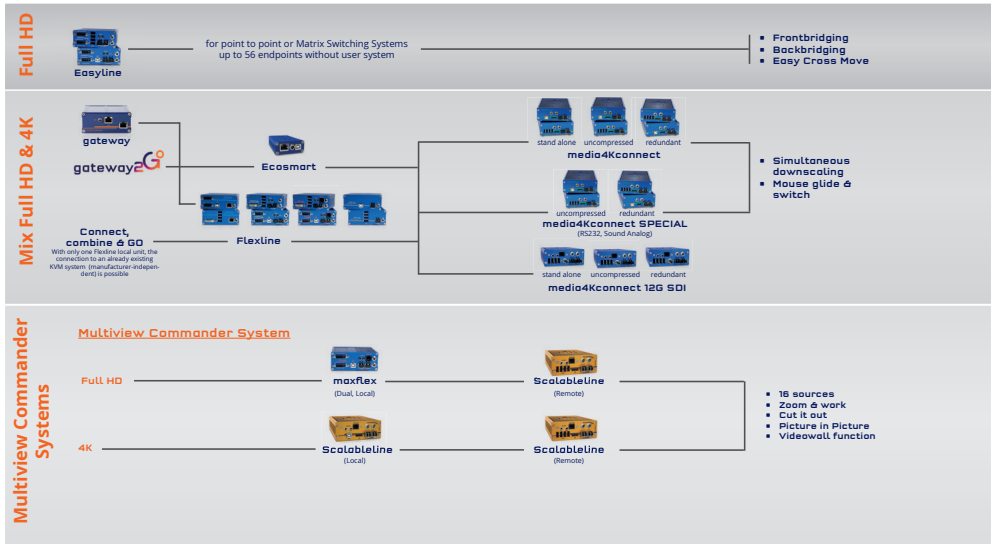 Full HD
Easyline
for point to point or Matrix Switching Systems
up to 56 endpoints without user system
Frontbridging
Backbridging
Easy Cross Move
Mix Full HD & 4K
gateway
gateway2Go
Connect,
combine & GO
With only one Flexline local unit, the
connection to an already existing
KVM system (manufacturer-indepen-
dent) is possible
Ecosmart
Flexline
stand alone uncompressed redundant
media4Kconnect
uncompressed redundant
media4Kconnect SPECIAL
(RS232, Sound Analog)
stand alone uncompressed redundant
media4Kconnect 12G SDI
Simultaneous
downscaling
Mouse glide &
switch
Multiview Commander
Systems
Multiview Commander System
Full HD
maxflex
(Dual, Local)
Scalableline
(Remote)
4K
Scalableline
(Local)
Scalableline
(Remote)
16 sources
Zoom & work
Cut it out
Picture in Picture
Videowall function